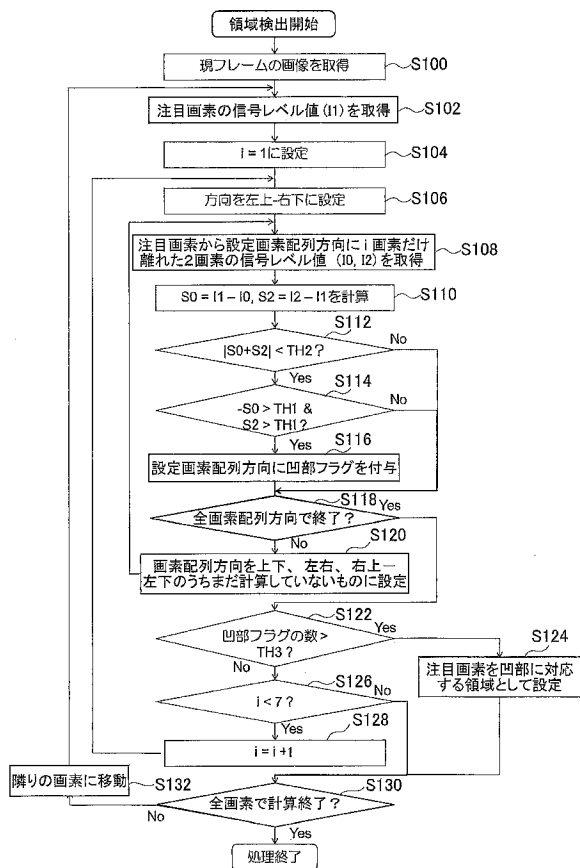 領域検出開始
現フレームの画像を取得
S100
注目画素の信号レベル値(I1)を取得
S102
i=1に設定
S104
方向を左上-右下に設定
S106
注目画素から設定画素配列方向に i 画素だけ
離れた2画素の信号レベル値 (I0, I2) を取得
S108
S0 = I1-I0, S2 = I2-I1を計算
S110
S112
|S0+S2| < TH2?
No
Yes
S114
-S0 > TH1 &
S2 > TH1?
No
Yes
S116
設定画素配列方向に凹部フラグを付与
S118
全画素配列方向で終了?
Yes
No
S120
画素配列方向を上下、左右、右上-
左下のうちまだ計算していないものに設定
S122
凹部フラグの数>
TH3?
Yes
No
S124
注目画素を凹部に対応
する領域として設定
S126
i < 7?
No
Yes
S128
i = i+1
隣りの画素に移動
S132
S130
全画素で計算終了?
No
Yes
処理終了